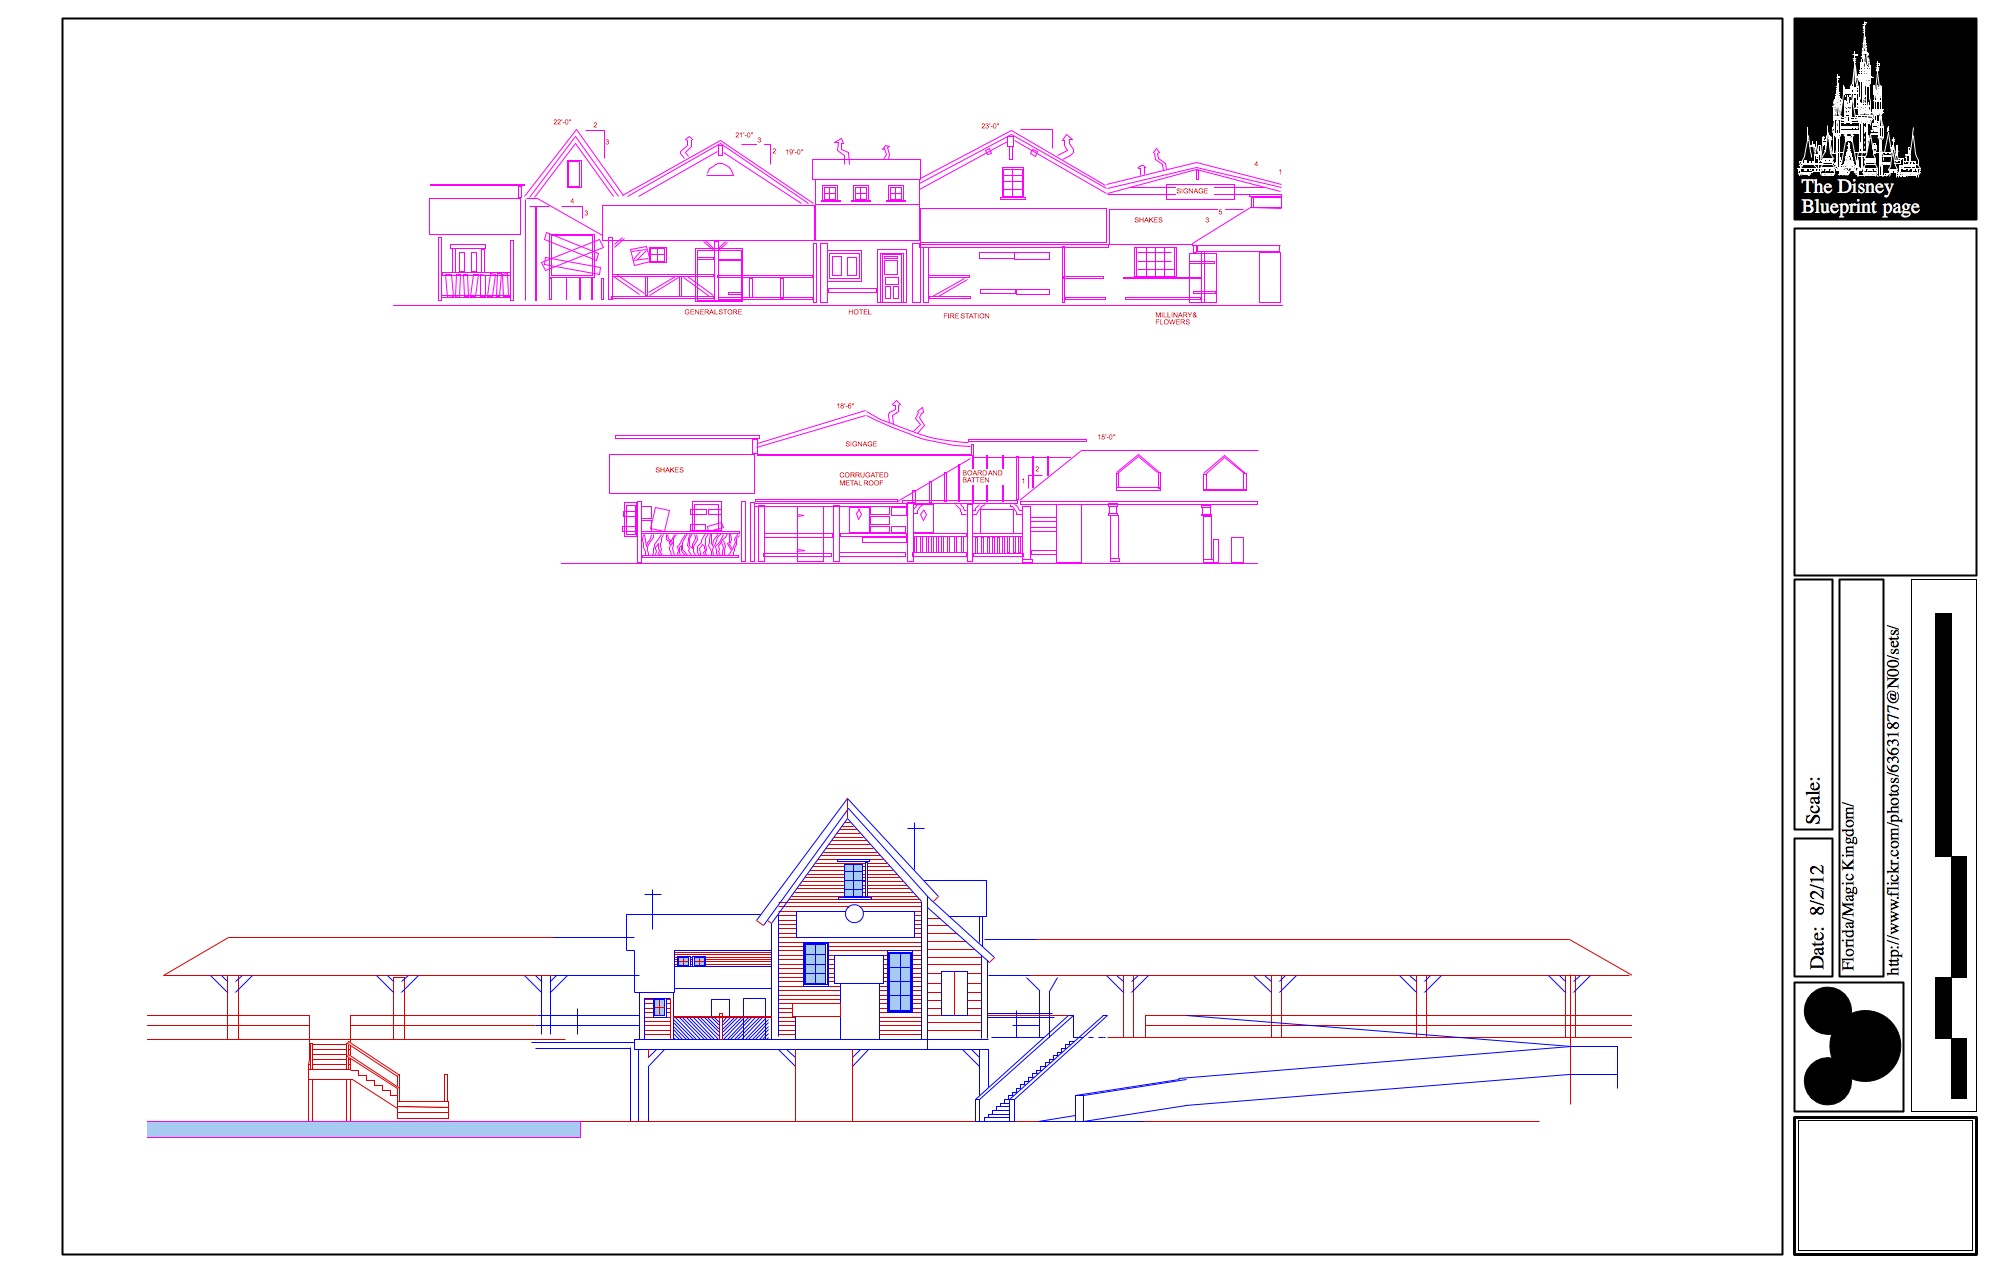 22'-0"
2
3
21'-0"
3
2
19'-0"
23'-0"
4
1
SIGNAGE
4
3
SHAKES
5
3
GENERAL STORE
HOTEL
FIRE STATION
MILLINARY &
FLOWERS
18'-6"
15'-0"
SIGNAGE
SHAKES
CORRUGATED
METAL ROOF
BOARD AND
BATTEN
2
1
The Disney
Blueprint page
Scale:
Date: 8/2/12
Florida/Magic Kingdom/
http://www.flickr.com/photos/63631877@N00/sets/